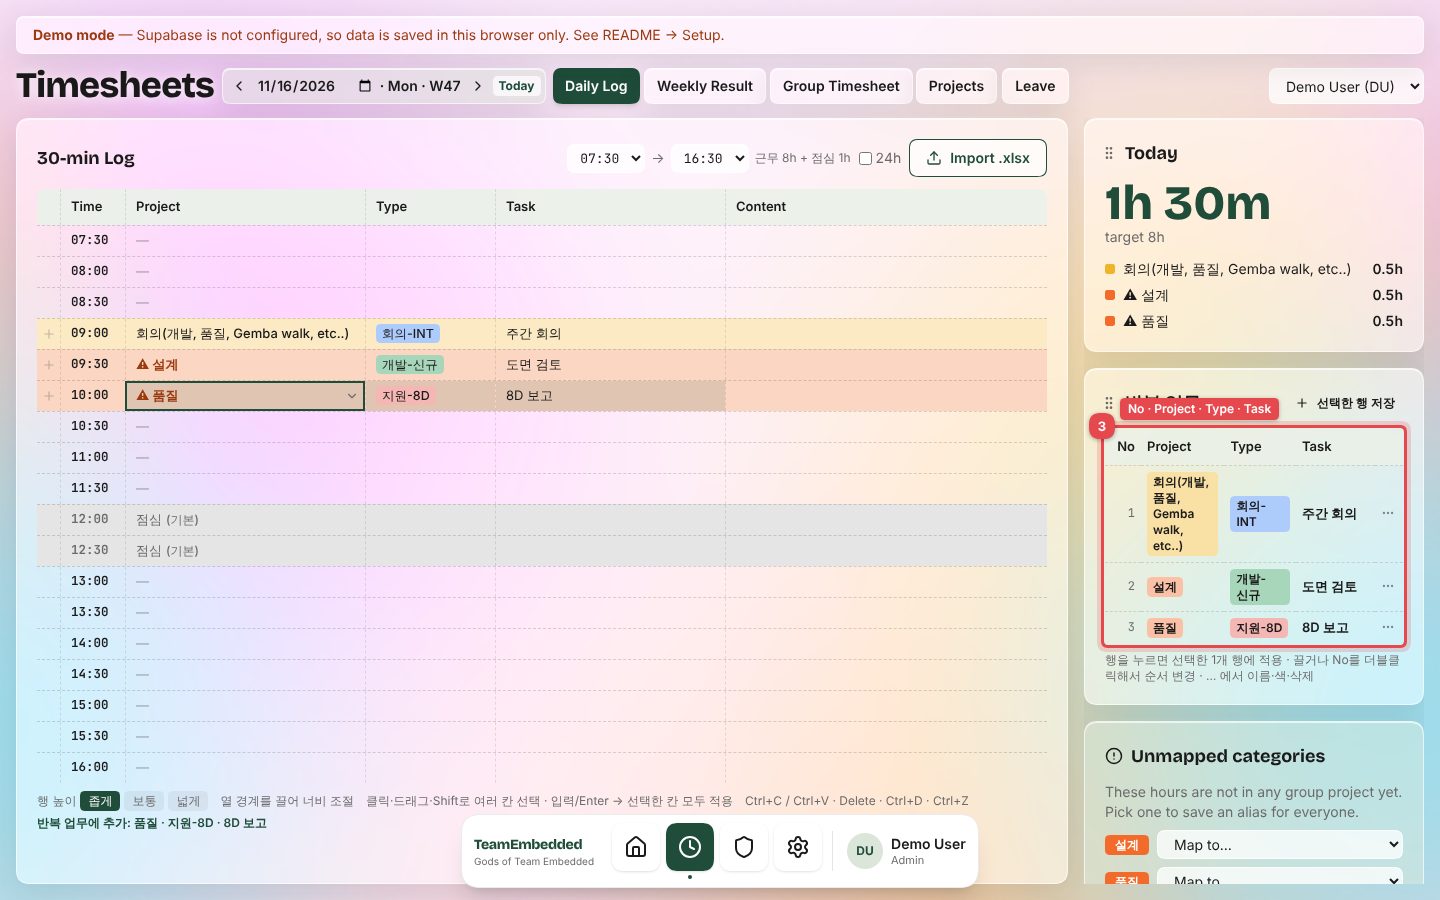 Demo mode — Supabase is not configured, so data is saved in this browser only. See README → Setup.
Timesheets
11/16/2026 · Mon · W47 Today
Daily Log
Weekly Result
Group Timesheet
Projects
Leave
Demo User (DU)
30-min Log
07:30 → 16:30 근무 8h + 점심 1h 24h
Import .xlsx
Time Project Type Task Content
07:30 —
08:00 —
08:30 —
+ 09:00 회의(개발, 품질, Gemba walk, etc..) 회의-INT 주간 회의
+ 09:30 ⚠ 설계 개발-신규 도면 검토
+ 10:00 ⚠ 품질 지원-8D 8D 보고
10:30 —
11:00 —
11:30 —
12:00 점심 (기본)
12:30 점심 (기본)
13:00 —
13:30 —
14:00 —
14:30 —
15:00 —
15:30 —
16:00 —
행 높이 좁게 보통 넓게 열 경계를 끌어 너비 조절 클릭·드래그·Shift로 여러 칸 선택 · 입력/Enter → 선택한 칸 모두 적용 Ctrl+C / Ctrl+V · Delete · Ctrl+D · Ctrl+Z
반복 업무에 추가: 품질 · 지원-8D · 8D 보고
Today
1h 30m
target 8h
회의(개발, 품질, Gemba walk, etc..) 0.5h
⚠ 설계 0.5h
⚠ 품질 0.5h
+ 선택한 행 저장
No · Project · Type · Task
3
No Project Type Task
1 회의(개발, 품질, Gemba walk, etc..) 회의-INT 주간 회의 ···
2 설계 개발-신규 도면 검토 ···
3 품질 지원-8D 8D 보고 ···
행을 누르면 선택한 1개 행에 적용 · 끌거나 No를 더블클
릭해서 순서 변경 · … 에서 이름·색·삭제
Unmapped categories
These hours are not in any group project yet.
Pick one to save an alias for everyone.
설계 Map to...
품질 Map to
TeamEmbedded
Gods of Team Embedded
DU
Demo User
Admin